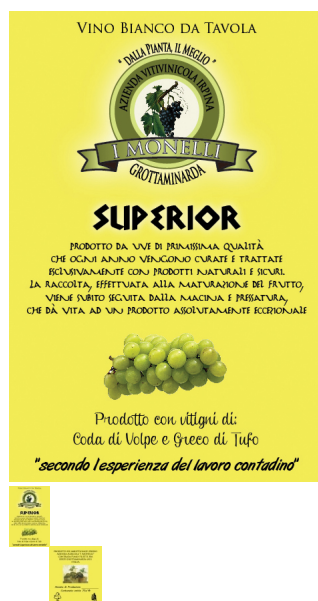 VINO BIANCO DA TAVOLA
"DALLA PIANTA, IL MEGLIO"
AZIENDA VITIVINICOLA IRPINA
I MONELLI
GROTTAMINARDA
SUPERIOR
PRODOTTO DA UVE DI PRIMISSIMA QUALITÀ
CHE OGNI ANNO VENGONO CURATE E TRATTATE
ESCLUSIVAMENTE CON PRODOTTI NATURALI E SICURI.
LA RACCOLTA, EFFETTUATA ALLA MATURAZIONE DEL FRUTTO,
VIENE SUBITO SEGUITA DALLA MACINA E PRESSATURA,
CHE DÀ VITA AD UN PRODOTTO ASSOLUTAMENTE ECCEZIONALE
Prodotto con vitigni di:
Coda di Volpe e Greco di Tufo
"secondo l'esperienza del lavoro contadino"
SUPERIOR